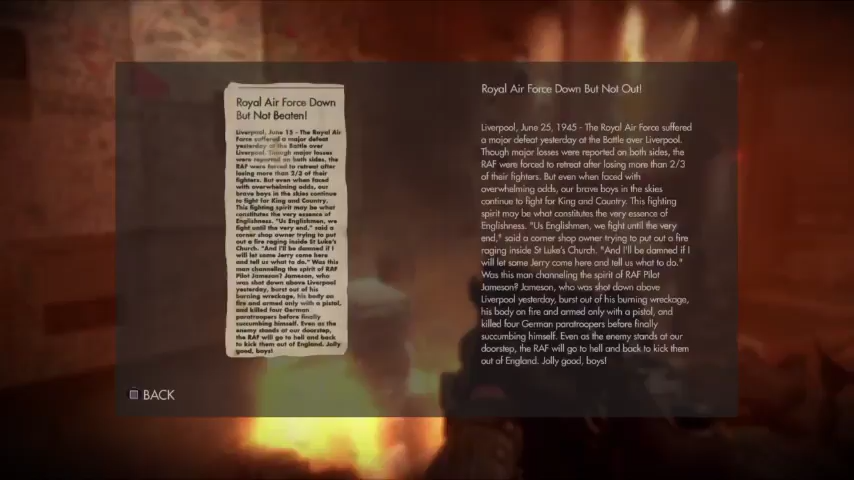 Royal Air Force Down
But Not Beaten!
Liverpool, June 12 - The Royal Air
Force suffered a major defeat
yesterday at the Battle over
Liverpool. Though major losses
were reported on both sides, the
RAF were forced to retreat after
losing more than 2/3 of their
fighters. But even when faced
with overwhelming odds, our
brave boys in the skies continue
to fight for King and Country.
This fighting spirit may be what
constitutes the very essence of
Englishness. "Us Englishmen, we
fight until the very end." said a
corner shop owner trying to put
out a fire raging inside St Luke's
Church. "And I'll be damned if I
will let some Jerry come here
and tell us what to do." Was this
man channeling the spirit of RAF
Pilot Jameson? Jameson, who
was shot down above Liverpool
yesterday, burst out of his
burning wreckage, his body on
fire and armed only with a pistol,
and killed four German
paratroopers before finally
succumbing himself. Even as the
enemy stands at our doorstep,
the RAF will go to hell and back
to kick them out of England. Jolly
good, boys!
Royal Air Force Down But Not Out!
Liverpool, June 25, 1945 - The Royal Air Force suffered
a major defeat yesterday at the Battle over Liverpool.
Though major losses were reported on both sides, the
RAF were forced to retreat after losing more than 2/3
of their fighters. But even when faced with
overwhelming odds, our brave boys in the skies
continue to fight for King and Country. This fighting
spirit may be what constitutes the very essence of
Englishness. "Us Englishmen, we fight until the very
end," said a corner shop owner trying to put out a fire
raging inside St Luke's Church. "And I'll be damned if I
will let some Jerry come here and tell us what to do."
Was this man channeling the spirit of RAF Pilot
Jameson? Jameson, who was shot down above
Liverpool yesterday, burst out of his burning wreckage,
his body on fire and armed only with a pistol, and
killed four German paratroopers before finally
succumbing himself. Even as the enemy stands at our
doorstep, the RAF will go to hell and back to kick them
out of England. Jolly good, boys!
BACK